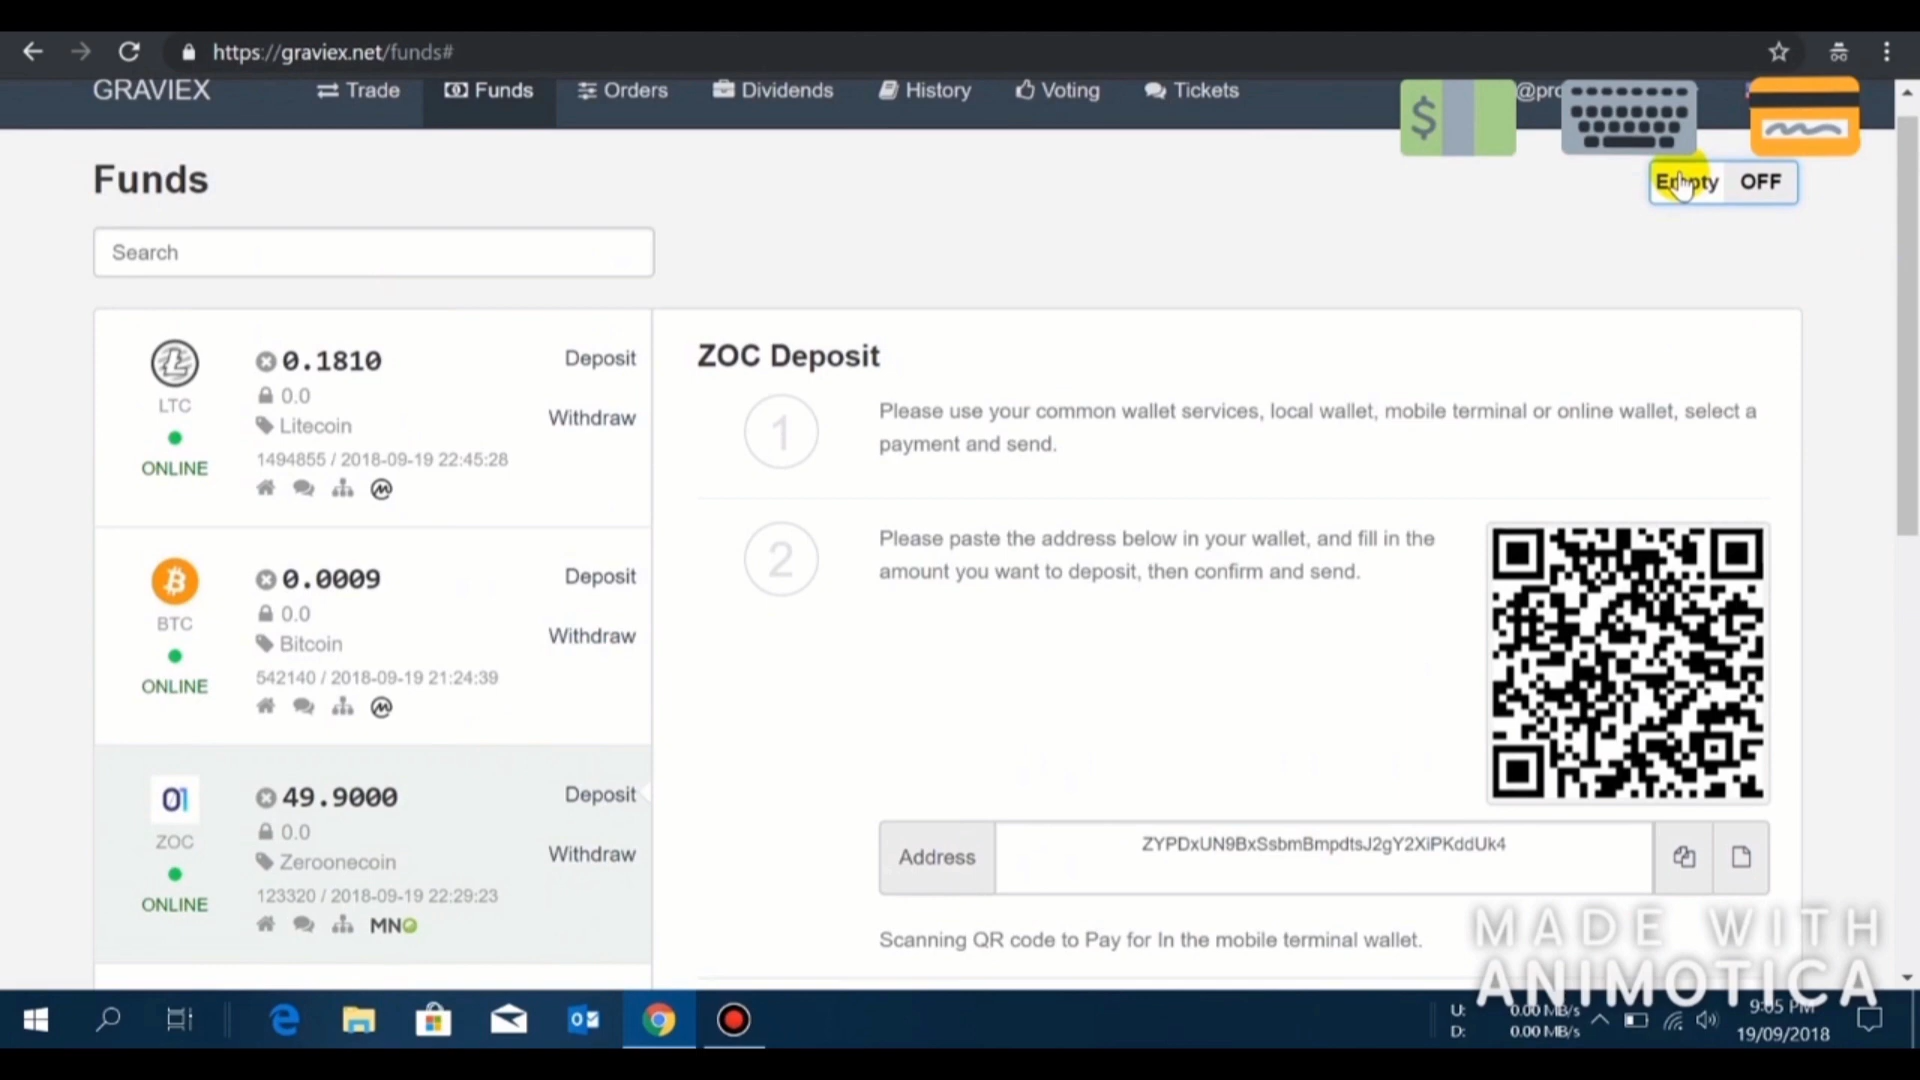 https://graviex.net/funds#
GRAVIEX Trade Funds Orders Dividends History Voting Tickets
Funds
Empty OFF
Search
0.1810 Deposit
LTC 0.0
Litecoin Withdraw
ONLINE 1494855 / 2018-09-19 22:45:28
0.0009 Deposit
BTC 0.0
Bitcoin Withdraw
ONLINE 542140 / 2018-09-19 21:24:39
01 49.9000 Deposit
ZOC 0.0
Zeroonecoin Withdraw
ONLINE 123320 / 2018-09-19 22:29:23
MN
ZOC Deposit
1 Please use your common wallet services, local wallet, mobile terminal or online wallet, select a
payment and send.
2 Please paste the address below in your wallet, and fill in the
amount you want to deposit, then confirm and send.
Address ZYPDxUN9BxSsbmBmpdtsJ2gY2XiPKddUk4
Scanning QR code to Pay for In the mobile terminal wallet.
MADE WITH
ANIMOTICA
U: 0.00 MB/s 9:05 PM
D: 0.00 MB/s 19/09/2018